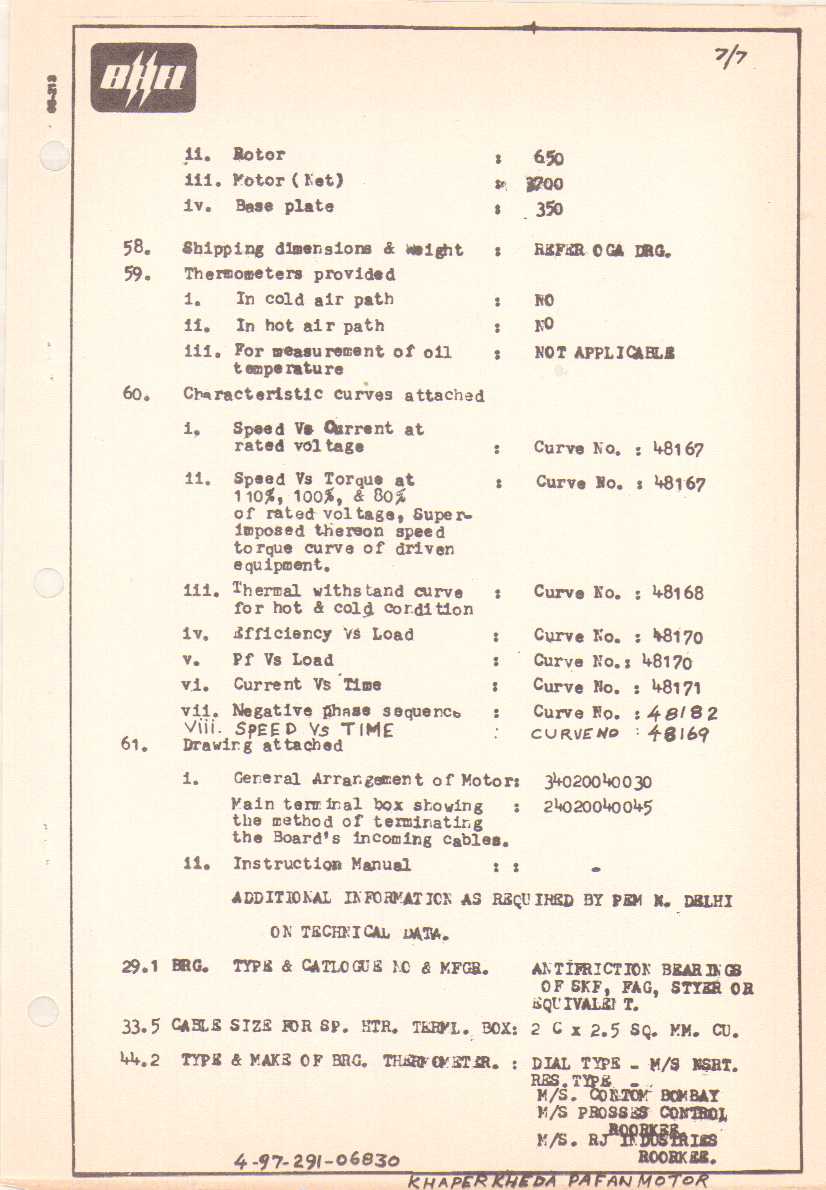 BHEL
7/7
ii. Rotor : 650
iii. Motor (Net) : 3700
iv. Base plate : 350
58. Shipping dimensions & weight : REFER OGA DRG.
59. Thermometers provided
i. In cold air path : NO
ii. In hot air path : NO
iii. For measurement of oil : NOT APPLICABLE
temperature
60. Characteristic curves attached
i. Speed Vs Current at
rated voltage : Curve No. : 48167
ii. Speed Vs Torque at : Curve No. : 48167
110%, 100%, & 80%
of rated voltage, Super-
imposed thereon speed
torque curve of driven
equipment.
iii. Thermal withstand curve : Curve No. : 48168
for hot & cold condition
iv. Efficiency Vs Load : Curve No. : 48170
v. Pf Vs Load : Curve No.: 48170
vi. Current Vs Time : Curve No. : 48171
vii. Negative phase sequence : Curve No. : 48182
Viii. SPEED Vs TIME : CURVE NO : 48169
61. Drawing attached
i. General Arrangement of Motor: 34020040030
Main terminal box showing : 24020040045
the method of terminating
the Board's incoming cables.
ii. Instruction Manual : : -
ADDITIONAL INFORMATION AS REQUIRED BY PEM N. DELHI
ON TECHNICAL DATA.
29.1 BRG. TYPE & CATLOGUE NO & MFGR. ANTIFRICTION BEARINGS
OF SKF, FAG, STYER OR
EQUIVALENT.
33.5 CABLE SIZE FOR SP. HTR. TERML. BOX: 2 C x 2.5 SQ. MM. CU.
44.2 TYPE & MAKE OF BRG. THERMOMETER. : DIAL TYPE - M/S NSRT.
RES. TYPE -
M/S. CONTOM BOMBAY
M/S PROSSES CONTROL
ROORKEE.
M/S. RJ INDUSTRIES
ROORKEE.
4-97-291-06830
KHAPERKHEDA PAFAN MOTOR